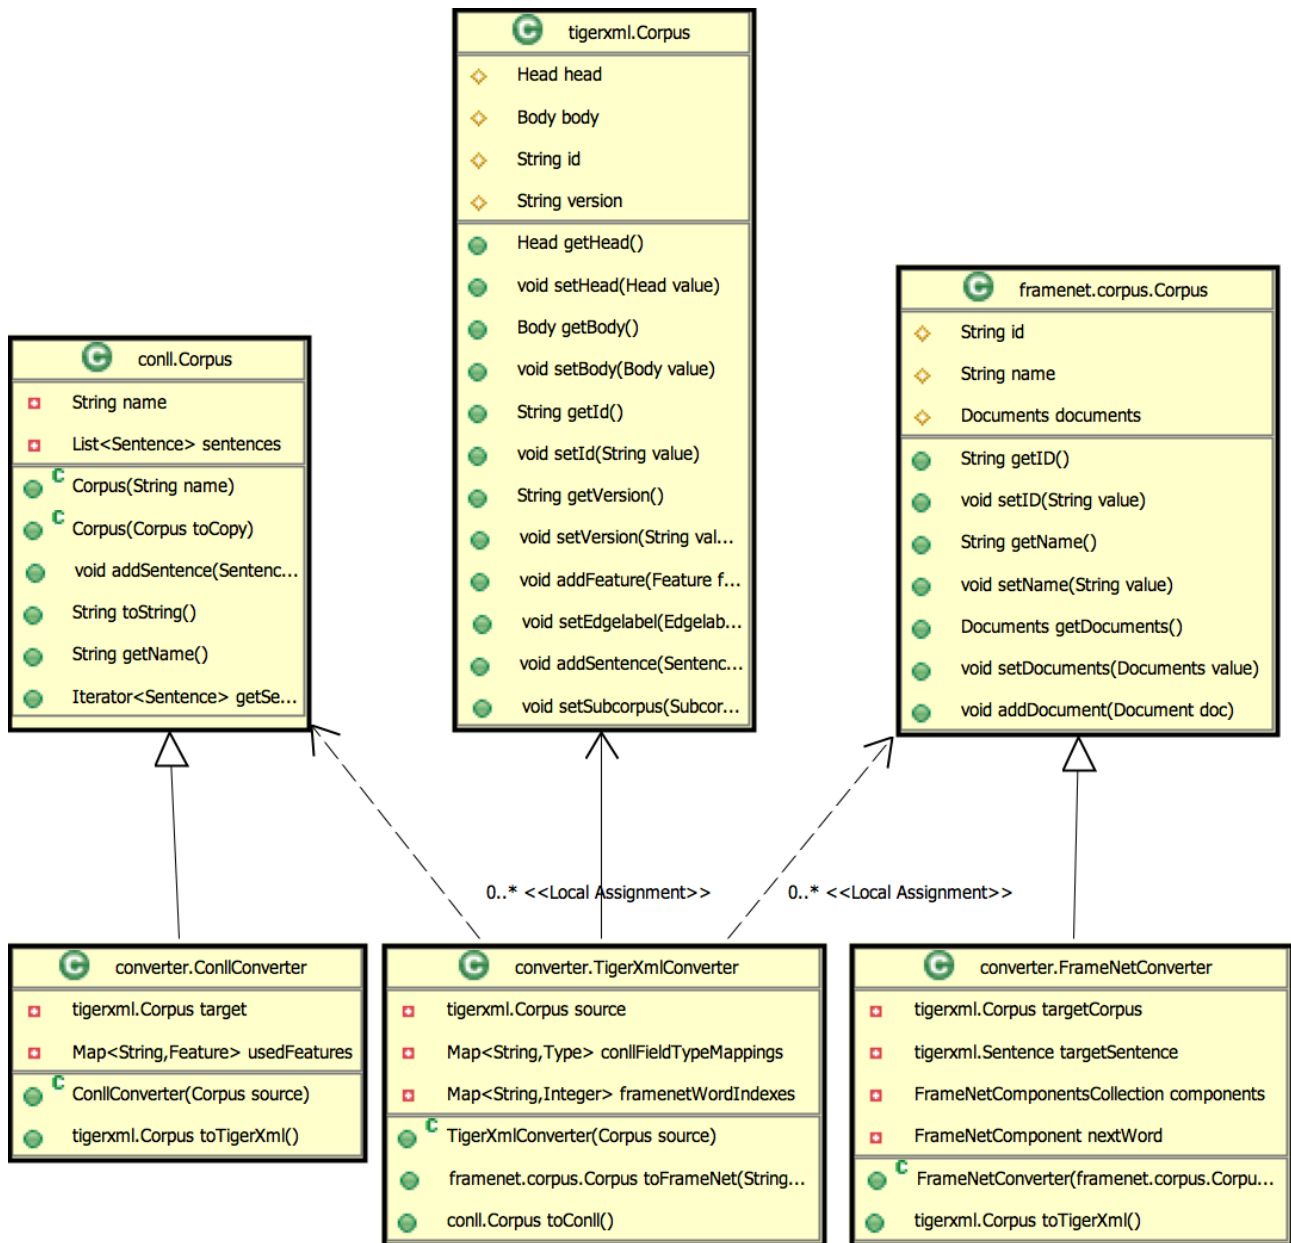 tigerxml.Corpus
Head head
Body body
String id
String version
Head getHead()
void setHead(Head value)
Body getBody()
void setBody(Body value)
String getId()
void setId(String value)
String getVersion()
void setVersion(String val...
void addFeature(Feature f...
void setEdgelabel(Edgelab...
void addSentence(Sentenc...
void setSubcorpus(Subcor...
framenet.corpus.Corpus
String id
String name
Documents documents
String getID()
void setID(String value)
String getName()
void setName(String value)
Documents getDocuments()
void setDocuments(Documents value)
void addDocument(Document doc)
conll.Corpus
String name
List<Sentence> sentences
Corpus(String name)
Corpus(Corpus toCopy)
void addSentence(Sentenc...
String toString()
String getName()
Iterator<Sentence> getSe...
0..* <<Local Assignment>>
0..* <<Local Assignment>>
converter.ConllConverter
tigerxml.Corpus target
Map<String,Feature> usedFeatures
ConllConverter(Corpus source)
tigerxml.Corpus toTigerXml()
converter.TigerXmlConverter
tigerxml.Corpus source
Map<String,Type> conllFieldTypeMappings
Map<String,Integer> framenetWordIndexes
TigerXmlConverter(Corpus source)
framenet.corpus.Corpus toFrameNet(String...
conll.Corpus toConll()
converter.FrameNetConverter
tigerxml.Corpus targetCorpus
tigerxml.Sentence targetSentence
FrameNetComponentsCollection components
FrameNetComponent nextWord
FrameNetConverter(framenet.corpus.Corpu...
tigerxml.Corpus toTigerXml()